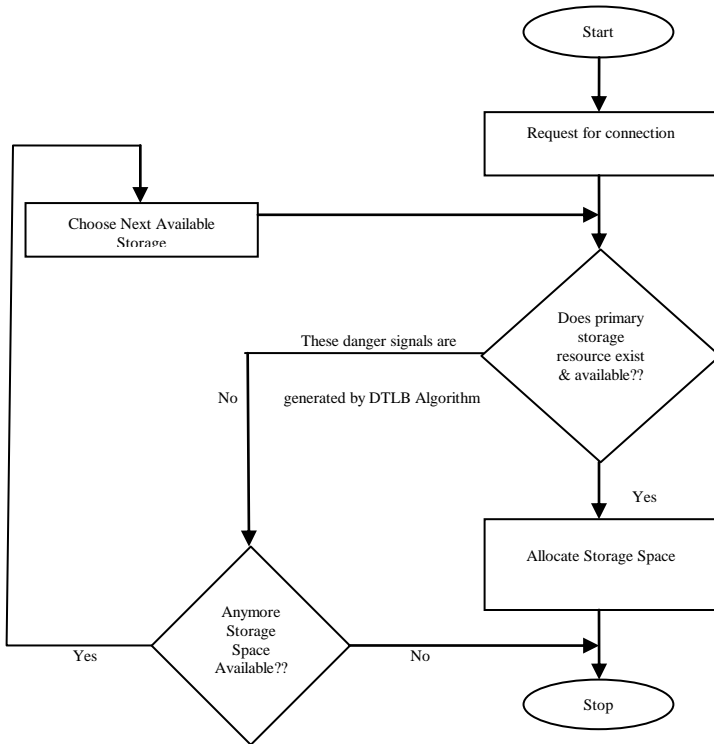 Start
Request for connection
Choose Next Available
Storage
Does primary
storage
resource exist
& available??
These danger signals are
No
generated by DTLB Algorithm
Yes
Allocate Storage Space
Anymore
Storage
Space
Available??
Yes
No
Stop